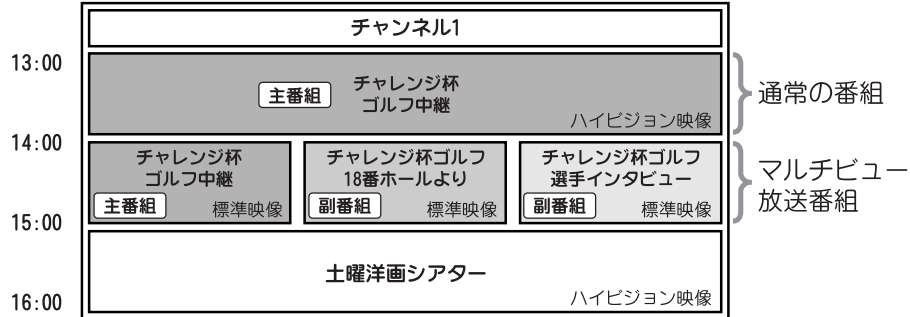 チャンネル1
13:00
主番組
チャレンジ杯
ゴルフ中継
ハイビジョン映像
通常の番組
14:00
チャレンジ杯
ゴルフ中継
主番組
標準映像
チャレンジ杯ゴルフ
18番ホールより
副番組
標準映像
チャレンジ杯ゴルフ
選手インタビュー
副番組
標準映像
マルチビュー
放送番組
15:00
土曜洋画シアター
ハイビジョン映像
16:00